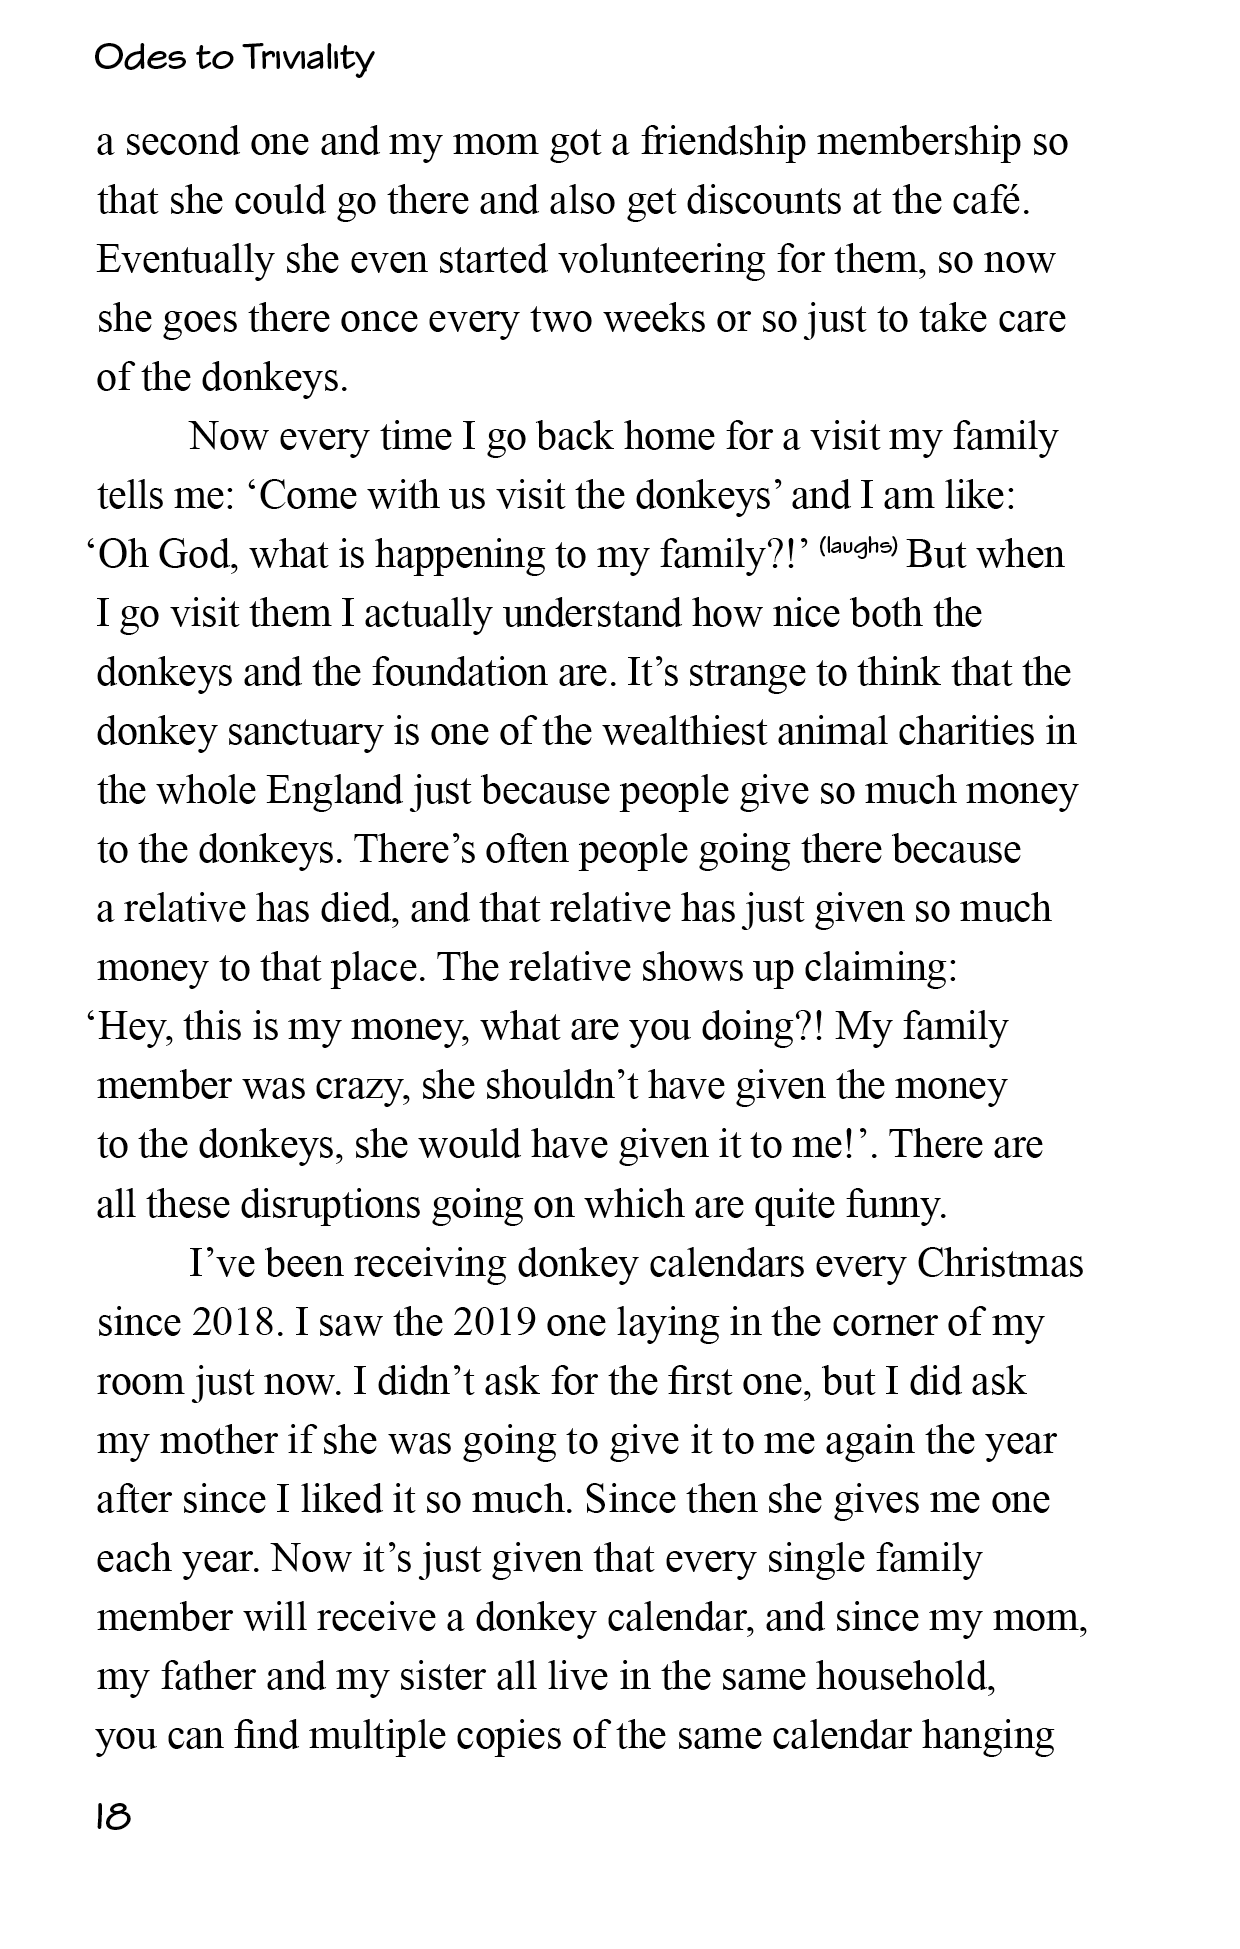 Odes to Triviality
a second one and my mom got a friendship membership so
that she could go there and also get discounts at the café.
Eventually she even started volunteering for them, so now
she goes there once every two weeks or so just to take care
of the donkeys.
Now every time I go back home for a visit my family
tells me: ‘Come with us visit the donkeys’ and I am like:
‘Oh God, what is happening to my family?!’ (laughs) But when
I go visit them I actually understand how nice both the
donkeys and the foundation are. It’s strange to think that the
donkey sanctuary is one of the wealthiest animal charities in
the whole England just because people give so much money
to the donkeys. There’s often people going there because
a relative has died, and that relative has just given so much
money to that place. The relative shows up claiming:
‘Hey, this is my money, what are you doing?! My family
member was crazy, she shouldn’t have given the money
to the donkeys, she would have given it to me!’. There are
all these disruptions going on which are quite funny.
I’ve been receiving donkey calendars every Christmas
since 2018. I saw the 2019 one laying in the corner of my
room just now. I didn’t ask for the first one, but I did ask
my mother if she was going to give it to me again the year
after since I liked it so much. Since then she gives me one
each year. Now it’s just given that every single family
member will receive a donkey calendar, and since my mom,
my father and my sister all live in the same household,
you can find multiple copies of the same calendar hanging
18